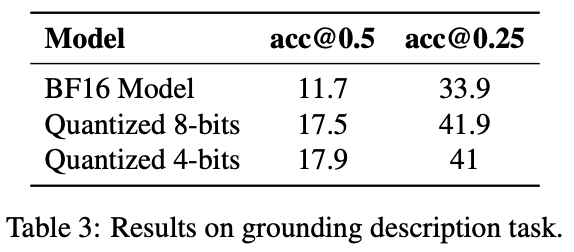 Model acc@0.5 acc@0.25
BF16 Model 11.7 33.9
Quantized 8-bits 17.5 41.9
Quantized 4-bits 17.9 41
Table 3: Results on grounding description task.